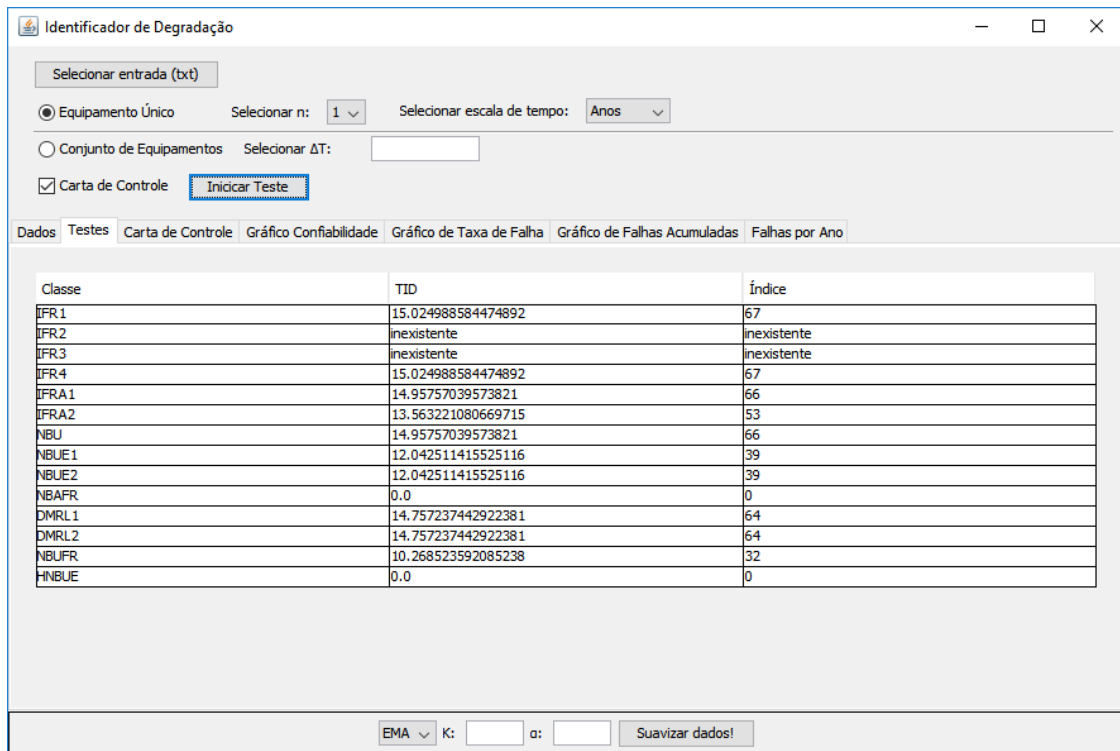 Identificador de Degradação
Selecionar entrada (txt)
Equipamento Único Selecionar n: 1 Selecionar escala de tempo: Anos
Conjunto de Equipamentos Selecionar ΔT:
Carta de Controle Inicicar Teste
Dados Testes Carta de Controle Gráfico Confiabilidade Gráfico de Taxa de Falha Gráfico de Falhas Acumuladas Falhas por Ano
Classe TID Índice
IFR1 15.024988584474892 67
IFR2 inexistente inexistente
IFR3 inexistente inexistente
IFR4 15.024988584474892 67
IFRA1 14.95757039573821 66
IFRA2 13.563221080669715 53
NBU 14.95757039573821 66
NBUE1 12.042511415525116 39
NBUE2 12.042511415525116 39
NBAFR 0.0 0
DMRL1 14.757237442922381 64
DMRL2 14.757237442922381 64
NBUFR 10.268523592085238 32
HNBUE 0.0 0
EMA K: α: Suavizar dados!